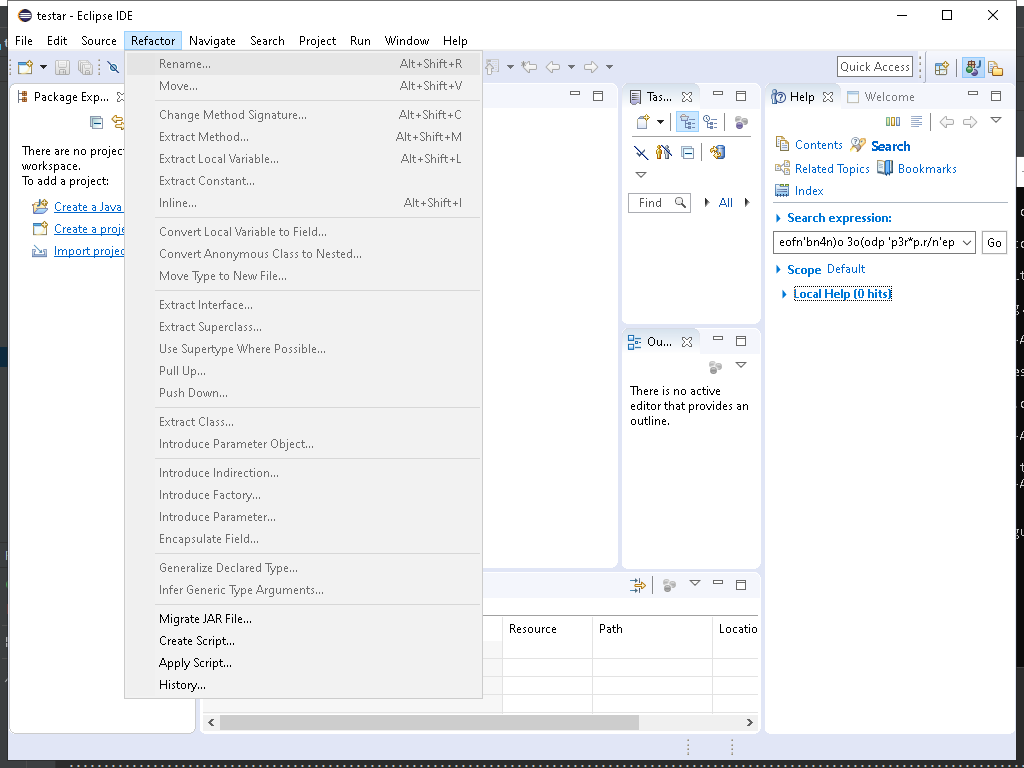 testar - Eclipse IDE
File Edit Source Refactor Navigate Search Project Run Window Help
Quick Access
Rename... Alt+Shift+R
Move... Alt+Shift+V
Change Method Signature... Alt+Shift+C
Extract Method... Alt+Shift+M
Extract Local Variable... Alt+Shift+L
Extract Constant...
Inline... Alt+Shift+I
Convert Local Variable to Field...
Convert Anonymous Class to Nested...
Move Type to New File...
Extract Interface...
Extract Superclass...
Use Supertype Where Possible...
Pull Up...
Push Down...
Extract Class...
Introduce Parameter Object...
Introduce Indirection...
Introduce Factory...
Introduce Parameter...
Encapsulate Field...
Generalize Declared Type...
Infer Generic Type Arguments...
Migrate JAR File...
Create Script...
Apply Script...
History...
Package Exp...
There are no projec
workspace.
To add a project:
Create a Java
Create a proje
Import projec
Tas...
Find All
Ou...
There is no active
editor that provides an
outline.
Resource Path Locatio
Help Welcome
Contents Search
Related Topics Bookmarks
Index
Search expression:
eofn'bn4n)o 3o(odp 'p3r*p.r/n'ep Go
Scope Default
Local Help (0 hits)